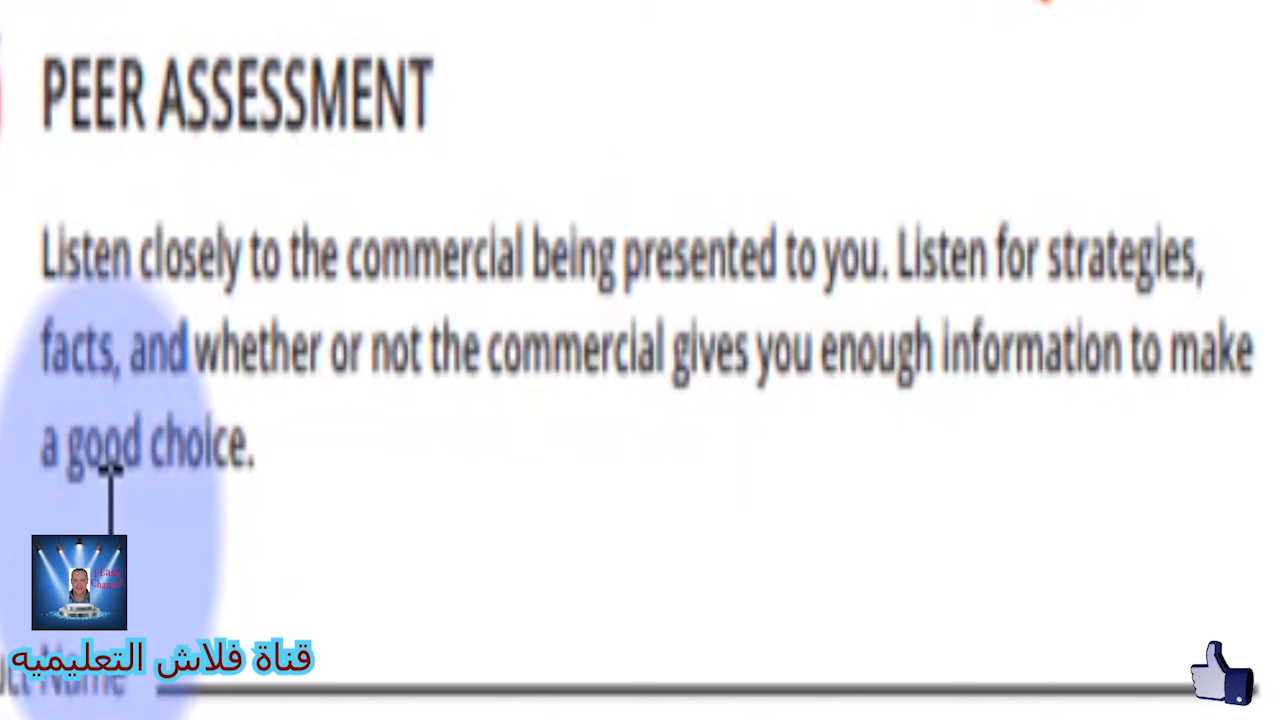 PEER ASSESSMENT
Listen closely to the commercial being presented to you. Listen for strategies,
facts, and whether or not the commercial gives you enough information to make
a good choice.
قناة فلاش التعليميه
Name